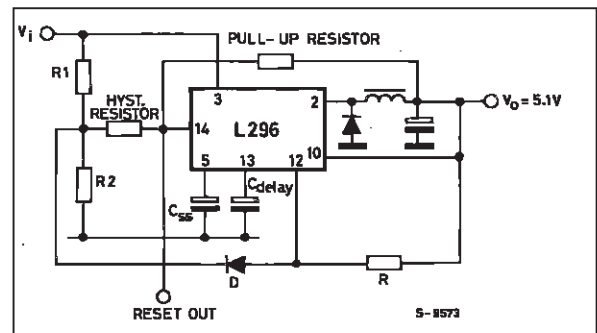 Vi
PULL-UP RESISTOR
R1
HYST.
RESISTOR
3
2
Vo = 5.1V
14
L296
10
5
13
12
R2
Css
Cdelay
D
R
RESET OUT
S-9573